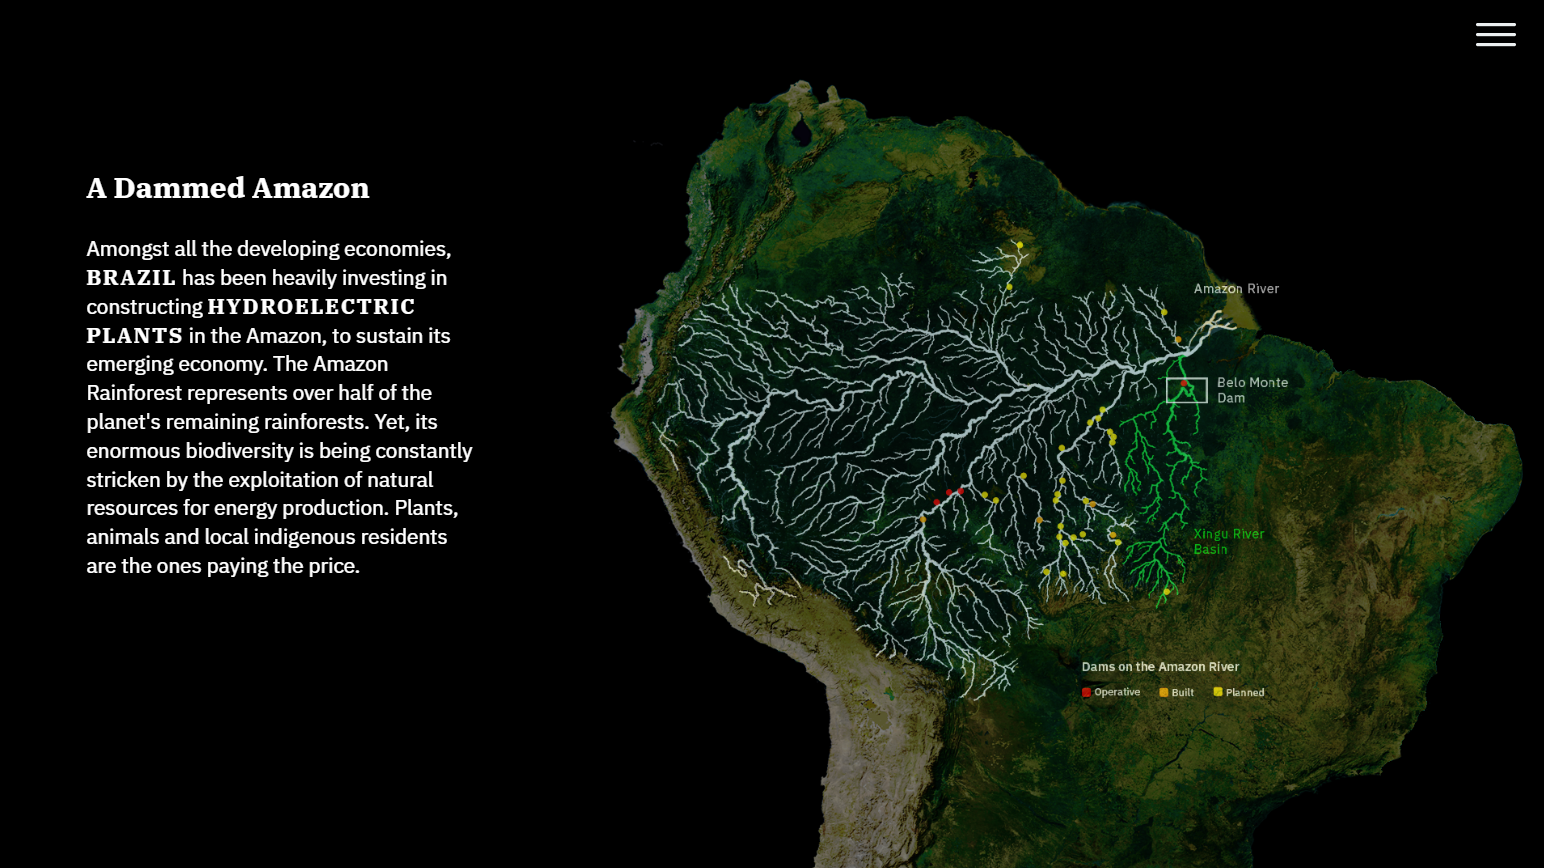 A Dammed Amazon
Amongst all the developing economies,
BRAZIL has been heavily investing in
constructing HYDROELECTRIC
PLANTS in the Amazon, to sustain its
emerging economy. The Amazon
Rainforest represents over half of the
planet's remaining rainforests. Yet, its
enormous biodiversity is being constantly
stricken by the exploitation of natural
resources for energy production. Plants,
animals and local indigenous residents
are the ones paying the price.
Amazon River
Belo Monte
Dam
Xingu River
Basin
Dams on the Amazon River
Operative Built Planned